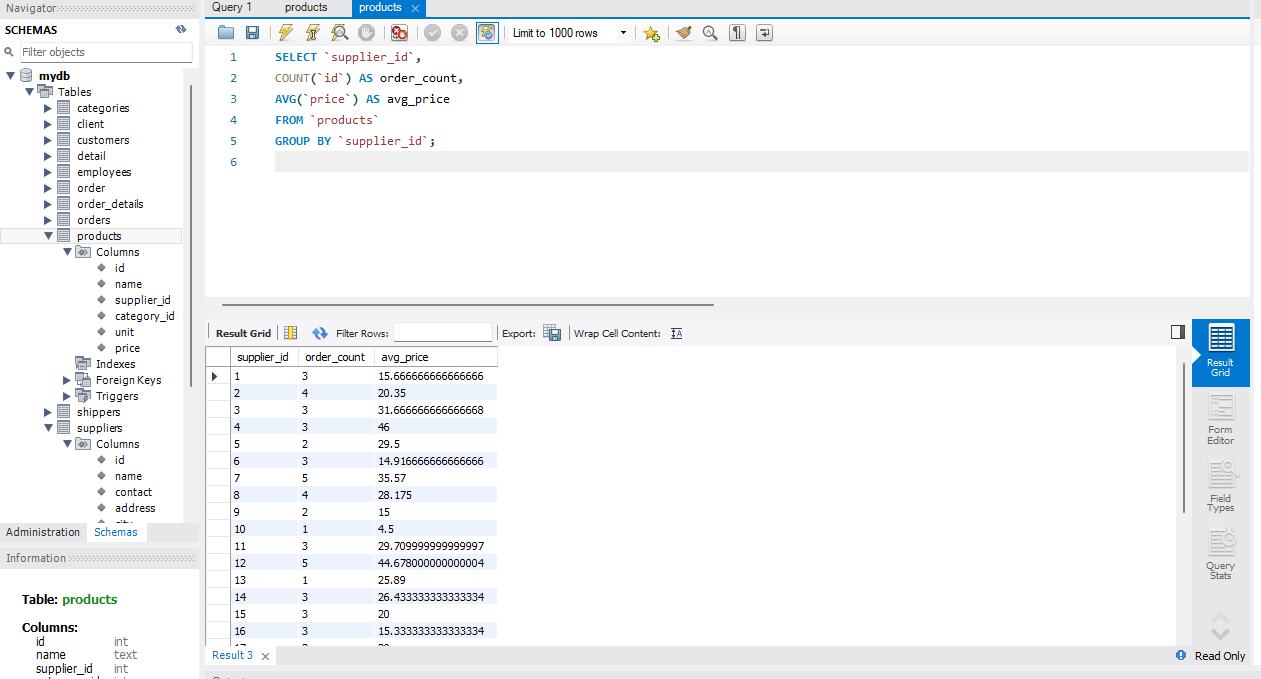 Navigator
SCHEMAS
Filter objects
mydb
Tables
categories
client
customers
detail
employees
order
order_details
orders
products
Columns
id
name
supplier_id
category_id
unit
price
Indexes
Foreign Keys
Triggers
shippers
suppliers
Columns
id
name
contact
address
Administration Schemas
Information
Table: products
Columns:
id int
name text
supplier_id int
Query 1 products products
Limit to 1000 rows
1 SELECT `supplier_id`,
2 COUNT(`id`) AS order_count,
3 AVG(`price`) AS avg_price
4 FROM `products`
5 GROUP BY `supplier_id`;
6
Result Grid Filter Rows: Export: Wrap Cell Content:
supplier_id order_count avg_price
1 3 15.666666666666666
2 4 20.35
3 3 31.666666666666668
4 3 46
5 2 29.5
6 3 14.916666666666666
7 5 35.57
8 4 28.175
9 2 15
10 1 4.5
11 3 29.709999999999997
12 5 44.678000000000004
13 1 25.89
14 3 26.433333333333334
15 3 20
16 3 15.333333333333334
Result 3
Result
Grid
Form
Editor
Field
Types
Query
Stats
Read Only